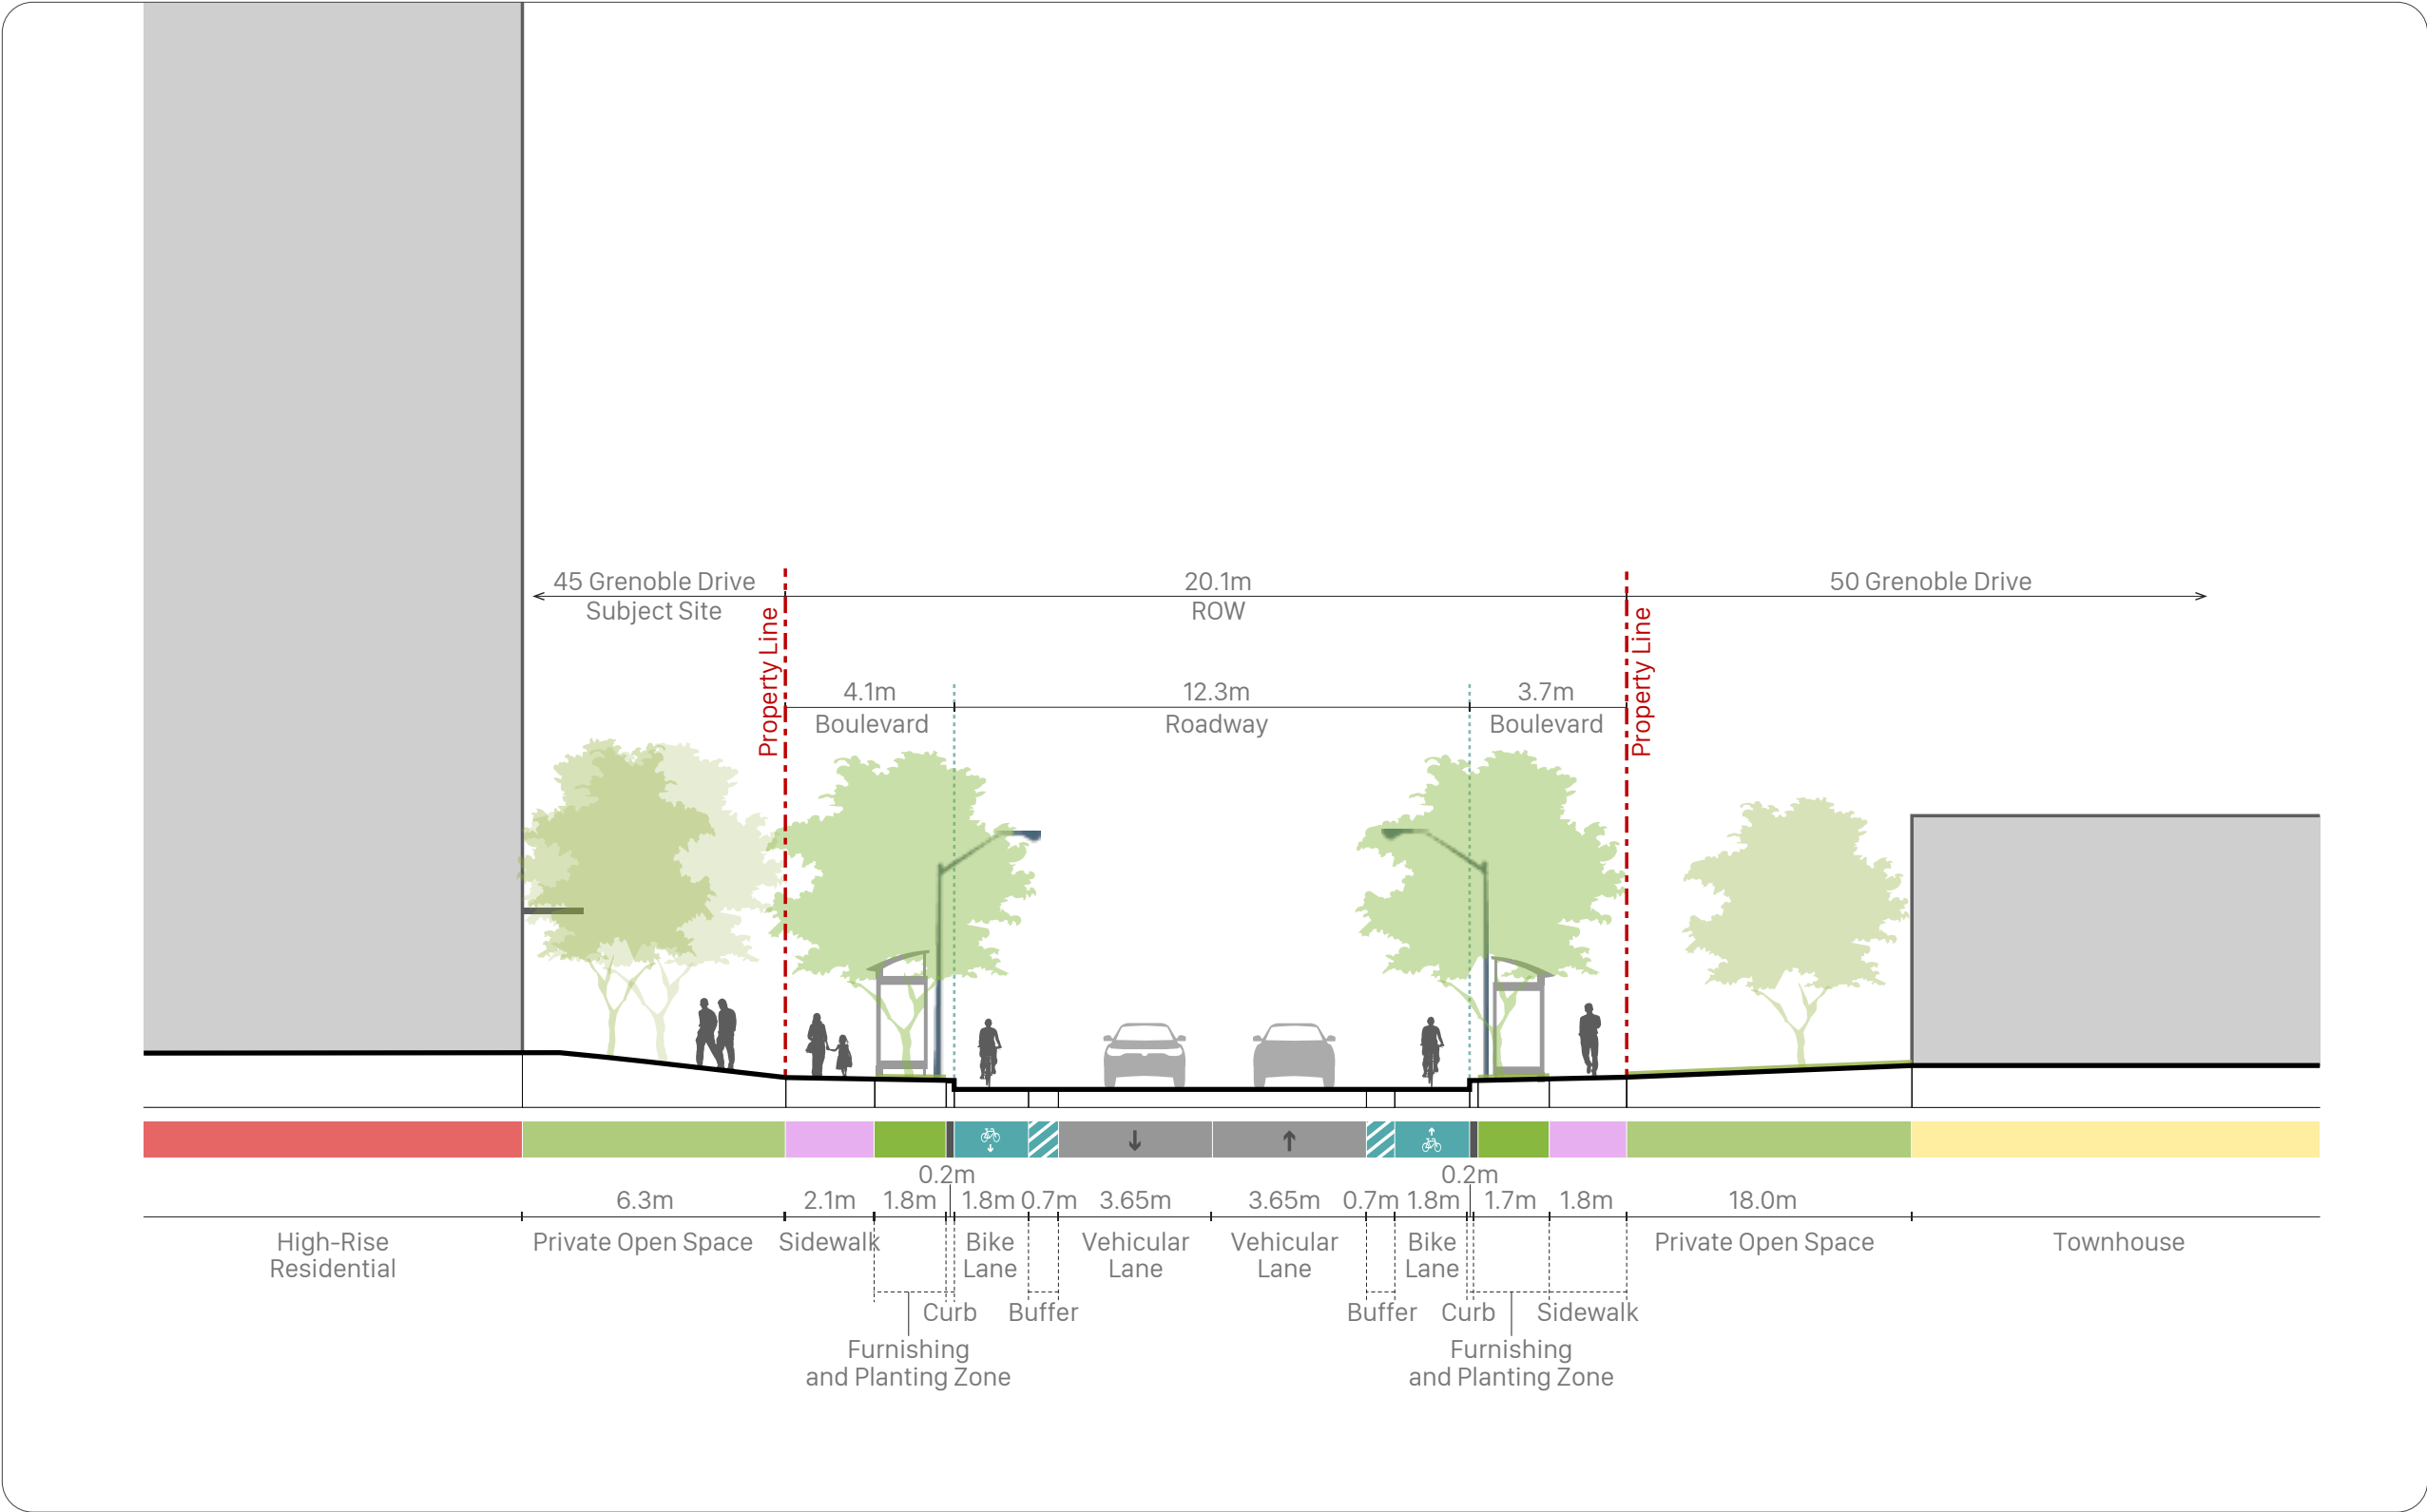 45 Grenoble Drive
Subject Site
20.1m
ROW
50 Grenoble Drive
Property Line
Property Line
4.1m
Boulevard
12.3m
Roadway
3.7m
Boulevard
0.2m
0.2m
6.3m
2.1m
1.8m
1.8m
0.7m
3.65m
3.65m
0.7m
1.8m
1.7m
1.8m
18.0m
High-Rise
Residential
Private Open Space
Sidewalk
Bike
Lane
Vehicular
Lane
Vehicular
Lane
Bike
Lane
Private Open Space
Townhouse
Curb
Buffer
Buffer
Curb
Sidewalk
Furnishing
and Planting Zone
Furnishing
and Planting Zone